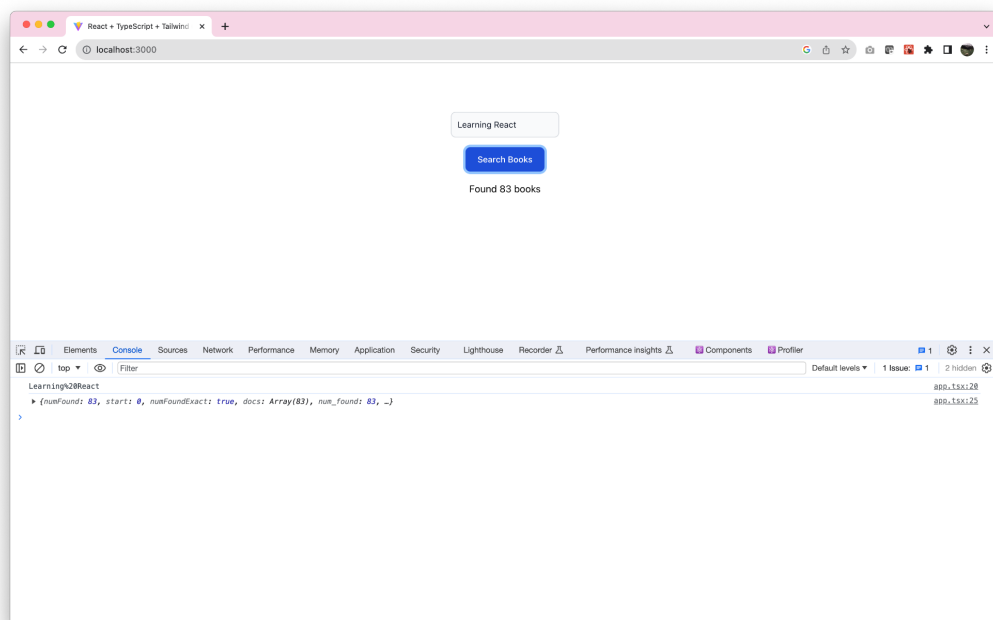 React + TypeScript + Tailwind
localhost:3000
Learning React
Search Books
Found 83 books
Elements Console Sources Network Performance Memory Application Security Lighthouse Recorder Performance insights Components Profiler 1
top Filter Default levels 1 Issue: 1 2 hidden
Learning%20React app.tsx:20
{numFound: 83, start: 0, numFoundExact: true, docs: Array(83), num_found: 83, …} app.tsx:25